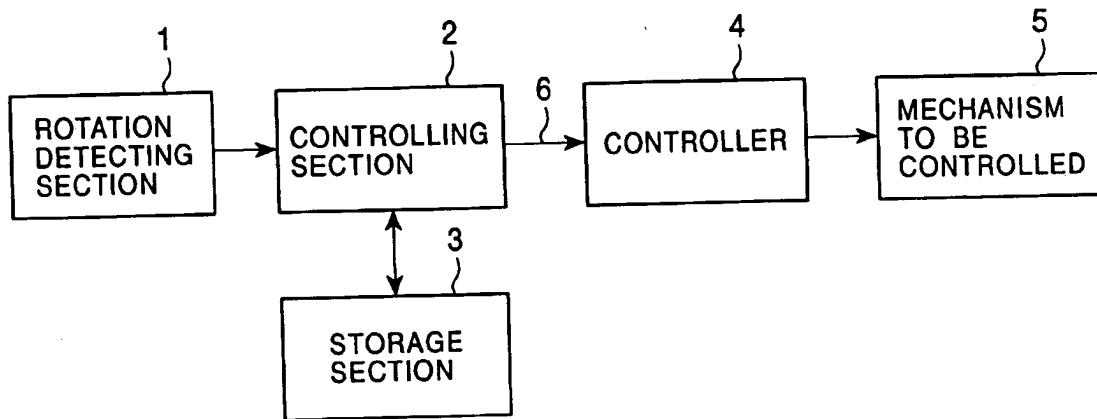 1
ROTATION
DETECTING
SECTION
2
CONTROLLING
SECTION
6
4
CONTROLLER
5
MECHANISM
TO BE
CONTROLLED
3
STORAGE
SECTION